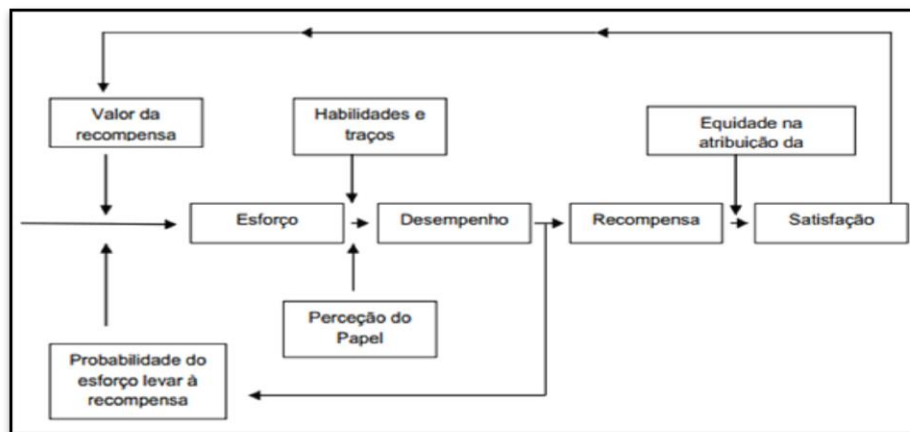 Valor da
recompensa
Habilidades e
traços
Equidade na
atribuição da
Esforço
Desempenho
Recompensa
Satisfação
Perceção do
Papel
Probabilidade do
esforço levar à
recompensa